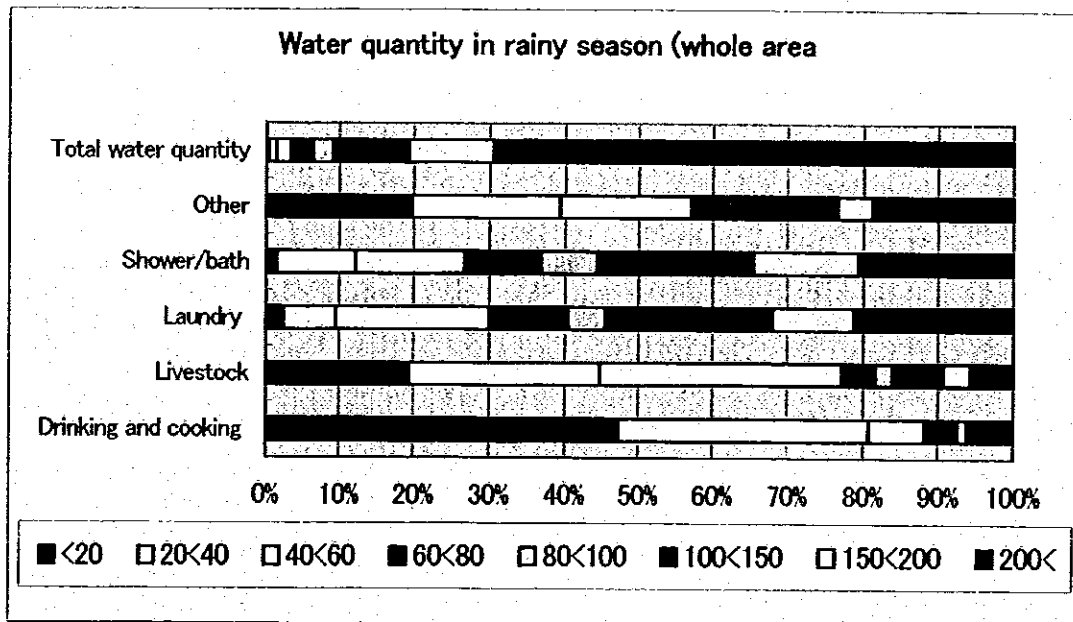 Water quantity in rainy season (whole area
Total water quantity
Other
Shower/bath
Laundry
Livestock
Drinking and cooking
0% 10% 20% 30% 40% 50% 60% 70% 80% 90% 100%
<20 20<40 40<60 60<80 80<100 100<150 150<200 200<